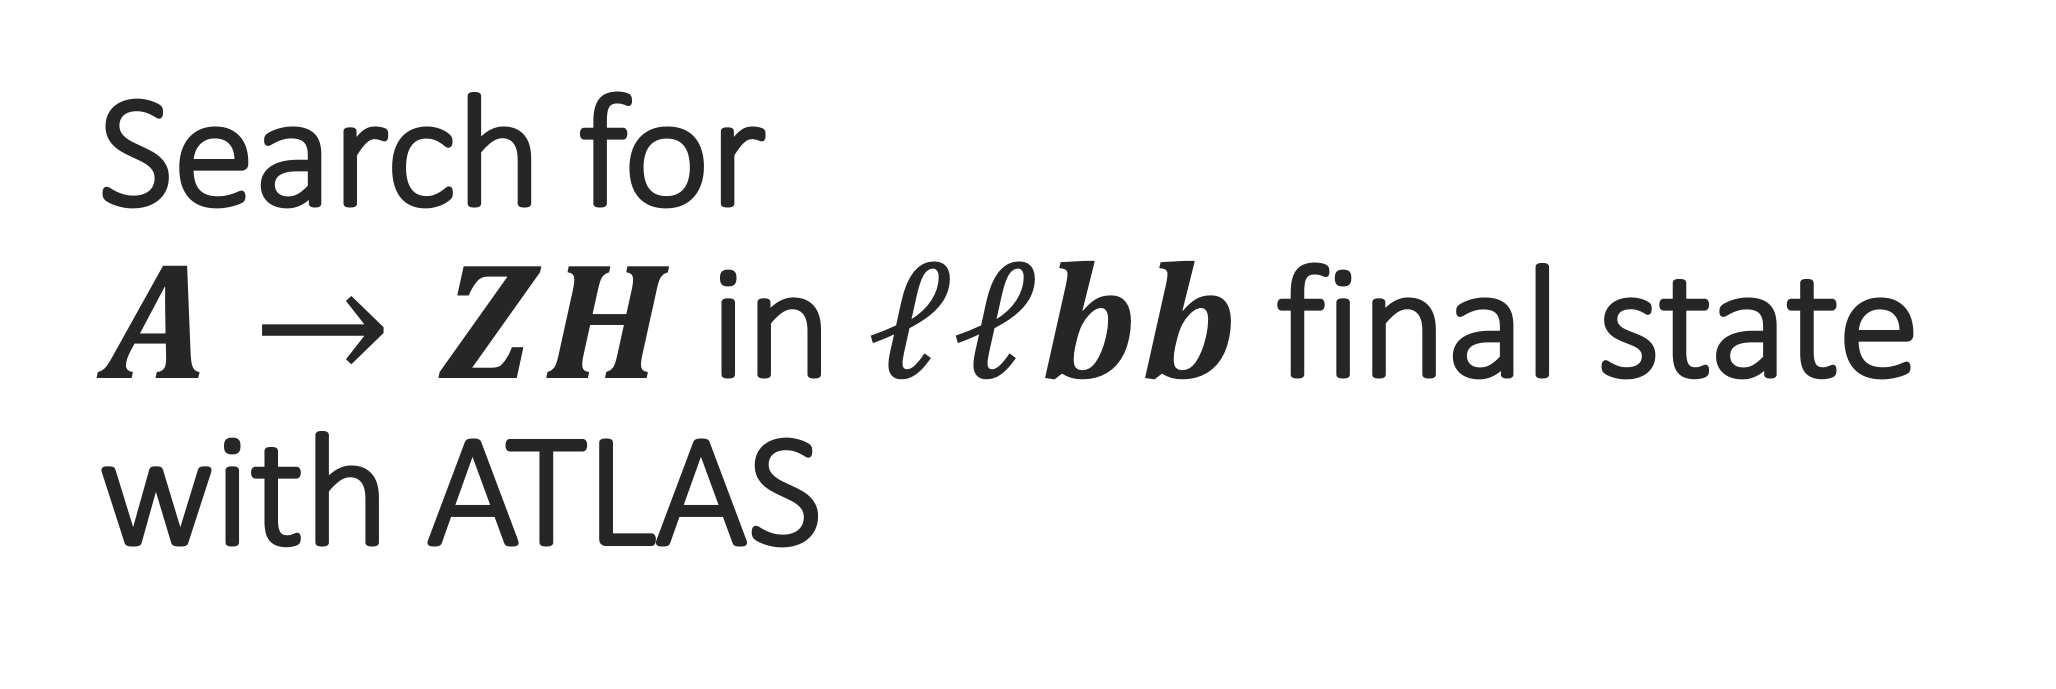 Search for
A → ZH in ℓℓbb final state
with ATLAS